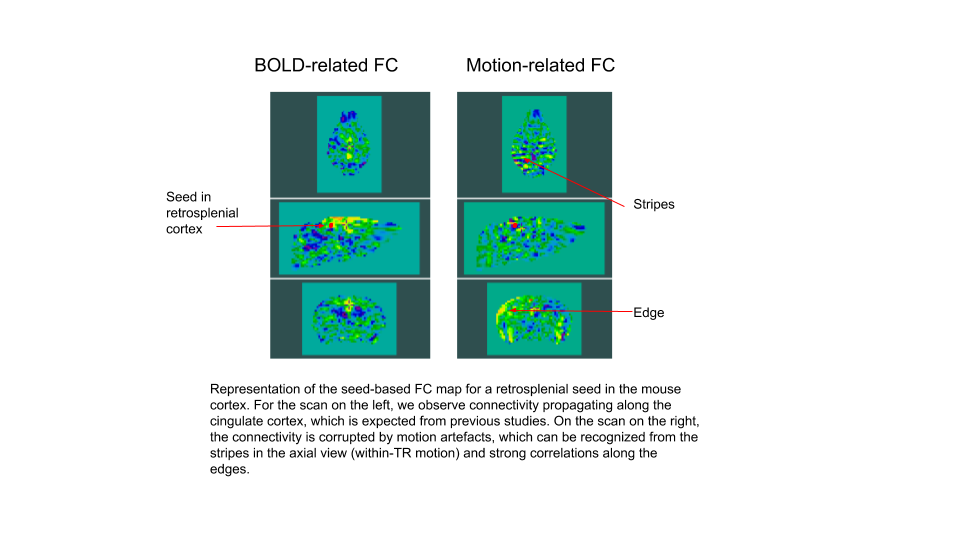 BOLD-related FC
Motion-related FC
Seed in
retrosplenial
cortex
Stripes
Edge
Representation of the seed-based FC map for a retrosplenial seed in the mouse
cortex. For the scan on the left, we observe connectivity propagating along the
cingulate cortex, which is expected from previous studies. On the scan on the right,
the connectivity is corrupted by motion artefacts, which can be recognized from the
stripes in the axial view (within-TR motion) and strong correlations along the
edges.